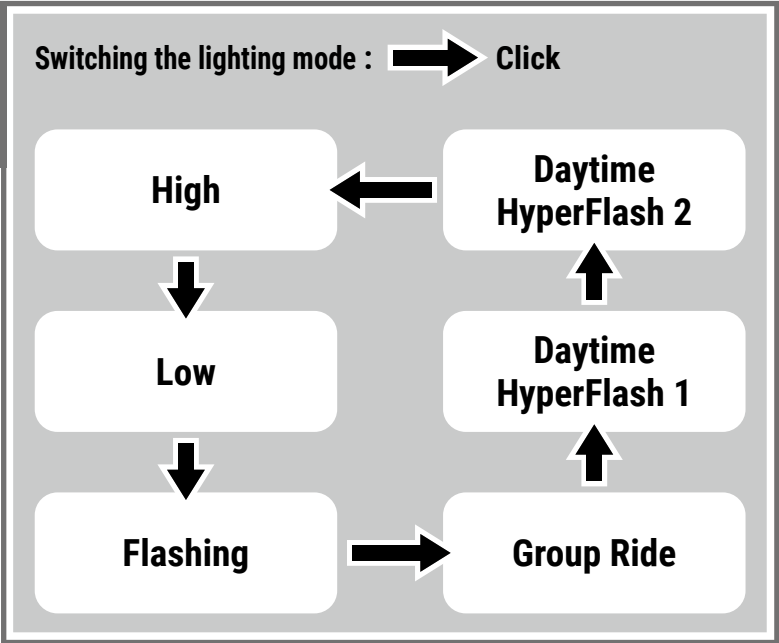 Switching the lighting mode : Click
High
Daytime
HyperFlash 2
Low
Daytime
HyperFlash 1
Flashing
Group Ride